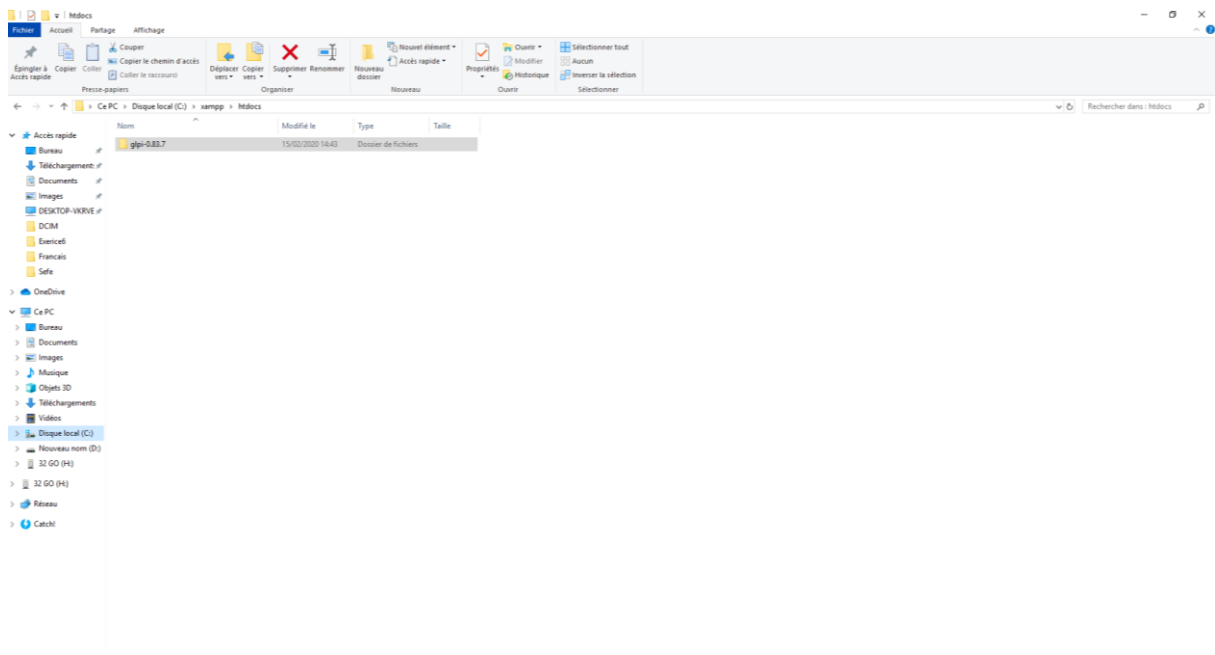 htdocs
Fichier Accueil Partage Affichage
Épingler à Accès rapide
Copier
Coller
Couper
Copier le chemin d'accès
Coller le raccourci
Presse-papiers
Déplacer vers
Copier vers
Supprimer
Renommer
Organiser
Nouveau dossier
Nouvel élément
Accès rapide
Nouveau
Propriétés
Ouvrir
Modifier
Historique
Ouvrir
Sélectionner tout
Aucun
Inverser la sélection
Sélectionner
Ce PC > Disque local (C:) > xampp > htdocs
Rechercher dans : htdocs
Nom Modifié le Type Taille
glpi-0.83.7 15/02/2020 14:43 Dossier de fichiers
Accès rapide
Bureau
Téléchargement:
Documents
Images
DESKTOP-VKRVE
DCIM
Exerice6
Francais
Sefe
OneDrive
Ce PC
Bureau
Documents
Images
Musique
Objets 3D
Téléchargements
Vidéos
Disque local (C:)
Nouveau nom (D:)
32 GO (H:)
32 GO (H:)
Réseau
Catch!